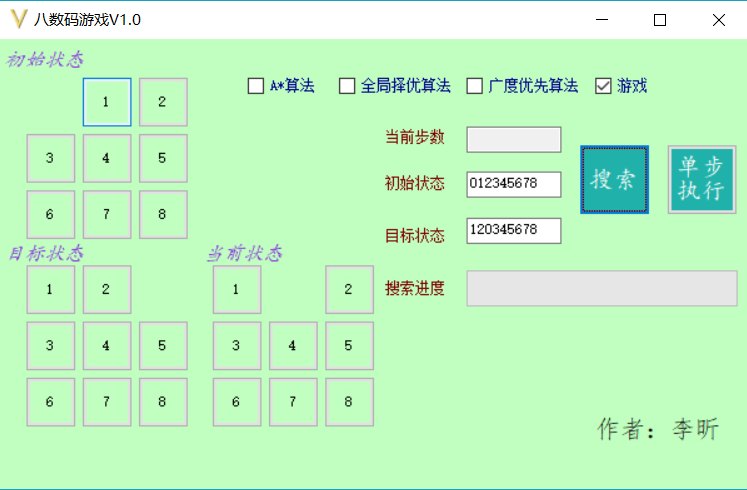 八数码游戏V1.0
初始状态
A*算法 全局择优算法 广度优先算法 游戏
1 2
3 4 5
6 7 8
当前步数
初始状态 012345678
目标状态 120345678
搜索进度
搜索
单步
执行
目标状态
1 2
3 4 5
6 7 8
当前状态
1 2
3 4 5
6 7 8
作者：李昕